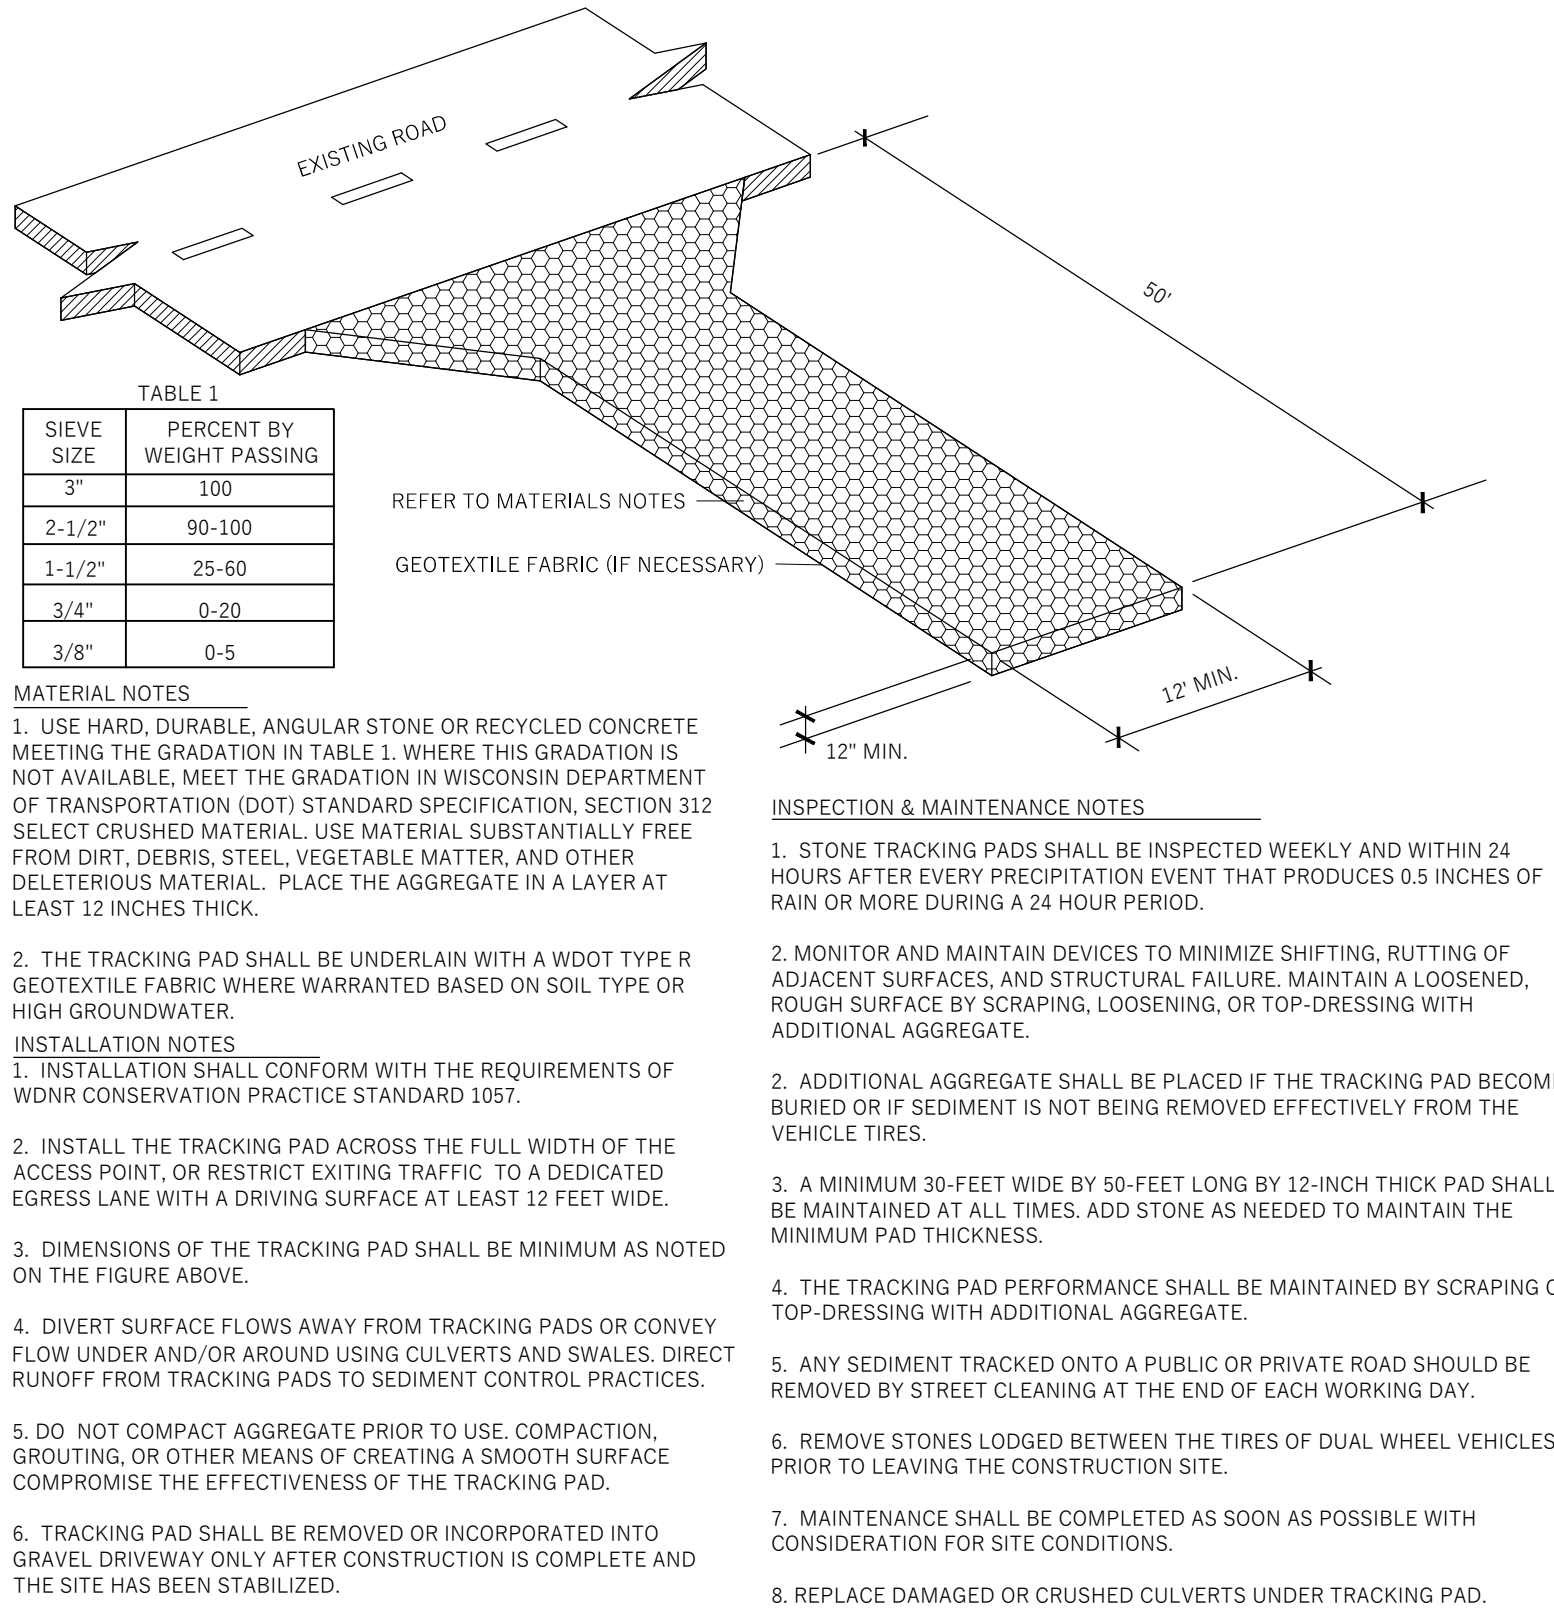 EXISTING ROAD
50'
TABLE 1
SIEVE SIZE PERCENT BY WEIGHT PASSING
3" 100
2-1/2" 90-100
1-1/2" 25-60
3/4" 0-20
3/8" 0-5
REFER TO MATERIALS NOTES
GEOTEXTILE FABRIC (IF NECESSARY)
12' MIN.
12" MIN.
MATERIAL NOTES
1. USE HARD, DURABLE, ANGULAR STONE OR RECYCLED CONCRETE
MEETING THE GRADATION IN TABLE 1. WHERE THIS GRADATION IS
NOT AVAILABLE, MEET THE GRADATION IN WISCONSIN DEPARTMENT
OF TRANSPORTATION (DOT) STANDARD SPECIFICATION, SECTION 312
SELECT CRUSHED MATERIAL. USE MATERIAL SUBSTANTIALLY FREE
FROM DIRT, DEBRIS, STEEL, VEGETABLE MATTER, AND OTHER
DELETERIOUS MATERIAL. PLACE THE AGGREGATE IN A LAYER AT
LEAST 12 INCHES THICK.
2. THE TRACKING PAD SHALL BE UNDERLAIN WITH A WDOT TYPE R
GEOTEXTILE FABRIC WHERE WARRANTED BASED ON SOIL TYPE OR
HIGH GROUNDWATER.
INSTALLATION NOTES
1. INSTALLATION SHALL CONFORM WITH THE REQUIREMENTS OF
WDNR CONSERVATION PRACTICE STANDARD 1057.
2. INSTALL THE TRACKING PAD ACROSS THE FULL WIDTH OF THE
ACCESS POINT, OR RESTRICT EXITING TRAFFIC TO A DEDICATED
EGRESS LANE WITH A DRIVING SURFACE AT LEAST 12 FEET WIDE.
3. DIMENSIONS OF THE TRACKING PAD SHALL BE MINIMUM AS NOTED
ON THE FIGURE ABOVE.
4. DIVERT SURFACE FLOWS AWAY FROM TRACKING PADS OR CONVEY
FLOW UNDER AND/OR AROUND USING CULVERTS AND SWALES. DIRECT
RUNOFF FROM TRACKING PADS TO SEDIMENT CONTROL PRACTICES.
5. DO NOT COMPACT AGGREGATE PRIOR TO USE. COMPACTION,
GROUTING, OR OTHER MEANS OF CREATING A SMOOTH SURFACE
COMPROMISE THE EFFECTIVENESS OF THE TRACKING PAD.
6. TRACKING PAD SHALL BE REMOVED OR INCORPORATED INTO
GRAVEL DRIVEWAY ONLY AFTER CONSTRUCTION IS COMPLETE AND
THE SITE HAS BEEN STABILIZED.
INSPECTION & MAINTENANCE NOTES
1. STONE TRACKING PADS SHALL BE INSPECTED WEEKLY AND WITHIN 24
HOURS AFTER EVERY PRECIPITATION EVENT THAT PRODUCES 0.5 INCHES OF
RAIN OR MORE DURING A 24 HOUR PERIOD.
2. MONITOR AND MAINTAIN DEVICES TO MINIMIZE SHIFTING, RUTTING OF
ADJACENT SURFACES, AND STRUCTURAL FAILURE. MAINTAIN A LOOSENED,
ROUGH SURFACE BY SCRAPING, LOOSENING, OR TOP-DRESSING WITH
ADDITIONAL AGGREGATE.
2. ADDITIONAL AGGREGATE SHALL BE PLACED IF THE TRACKING PAD
BURIED OR IF SEDIMENT IS NOT BEING REMOVED EFFECTIVELY FROM THE
VEHICLE TIRES.
3. A MINIMUM 30-FEET WIDE BY 50-FEET LONG BY 12-INCH THICK PAD SHALL
BE MAINTAINED AT ALL TIMES. ADD STONE AS NEEDED TO MAINTAIN THE
MINIMUM PAD THICKNESS.
4. THE TRACKING PAD PERFORMANCE SHALL BE MAINTAINED BY SCRAPING
TOP-DRESSING WITH ADDITIONAL AGGREGATE.
5. ANY SEDIMENT TRACKED ONTO A PUBLIC OR PRIVATE ROAD SHOULD BE
REMOVED BY STREET CLEANING AT THE END OF EACH WORKING DAY.
6. REMOVE STONES LODGED BETWEEN THE TIRES OF DUAL WHEEL VEHICLES
PRIOR TO LEAVING THE CONSTRUCTION SITE.
7. MAINTENANCE SHALL BE COMPLETED AS SOON AS POSSIBLE WITH
CONSIDERATION FOR SITE CONDITIONS.
8. REPLACE DAMAGED OR CRUSHED CULVERTS UNDER TRACKING PAD.